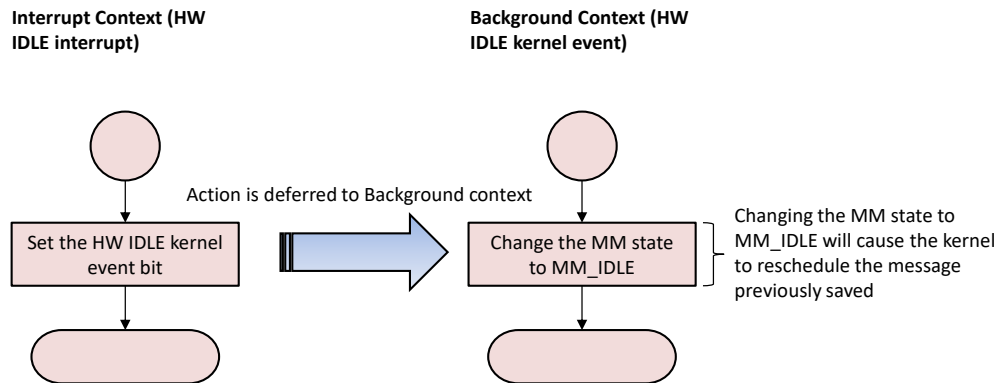 Interrupt Context (HW
IDLE interrupt)
Background Context (HW
IDLE kernel event)
Action is deferred to Background context
Set the HW IDLE kernel
event bit
Change the MM state
to MM_IDLE
Changing the MM state to
MM_IDLE will cause the kernel
to reschedule the message
previously saved